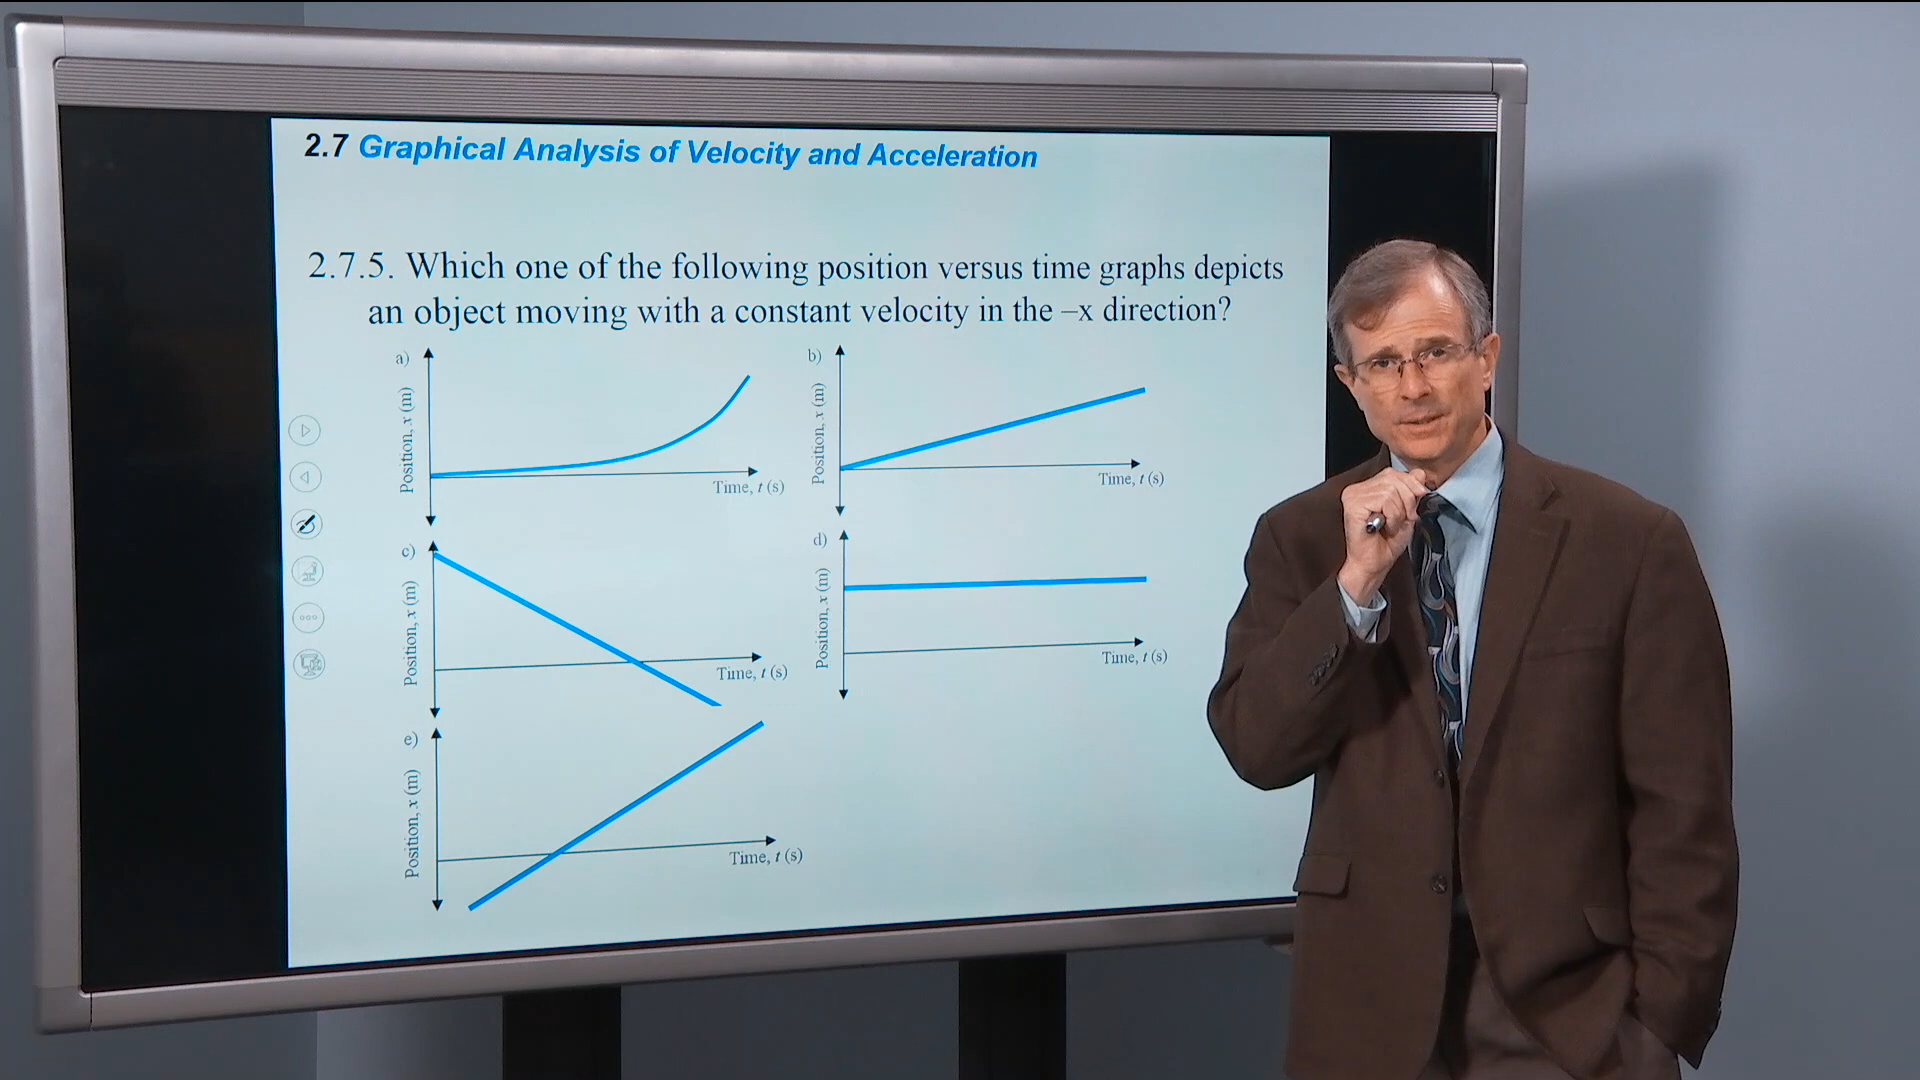 2.7 Graphical Analysis of Velocity and Acceleration
2.7.5. Which one of the following position versus time graphs depicts
an object moving with a constant velocity in the –x direction?
a)
Position, x (m)
Time, t (s)
b)
Position, x (m)
Time, t (s)
c)
Position, x (m)
Time, t (s)
d)
Position, x (m)
Time, t (s)
e)
Position, x (m)
Time, t (s)